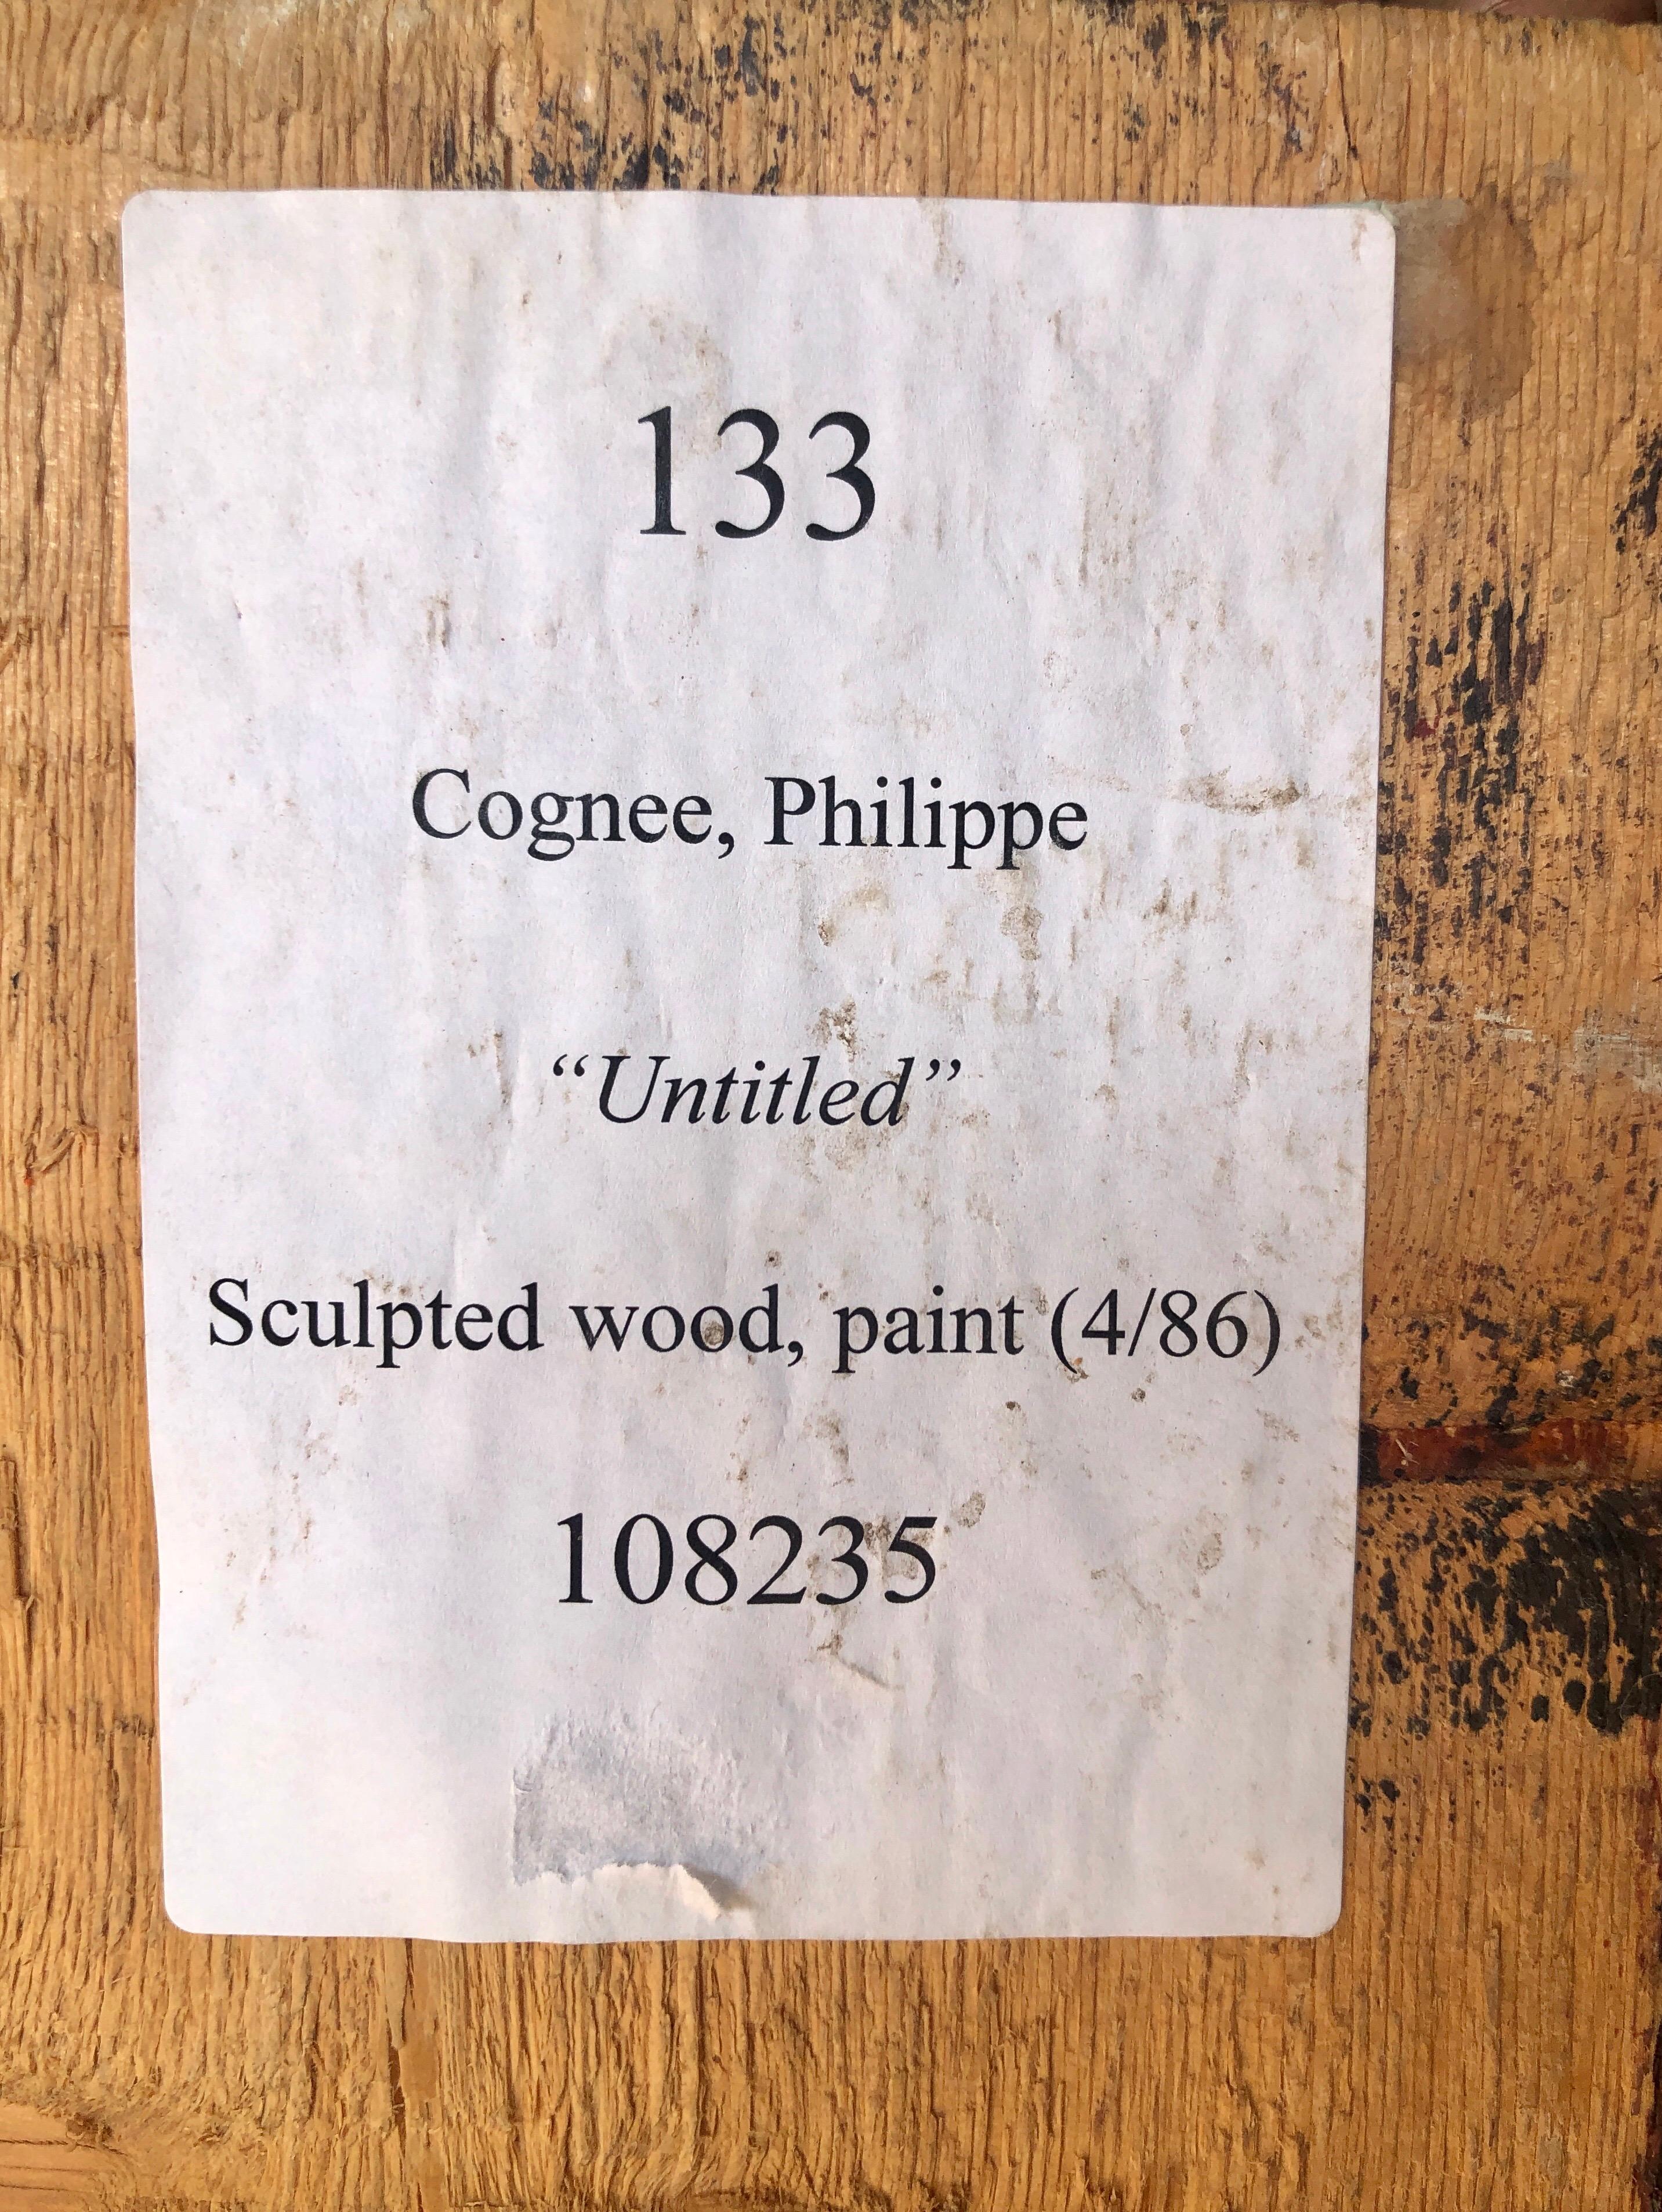 133
Cognee, Philippe
“Untitled”
Sculpted wood, paint (4/86)
108235